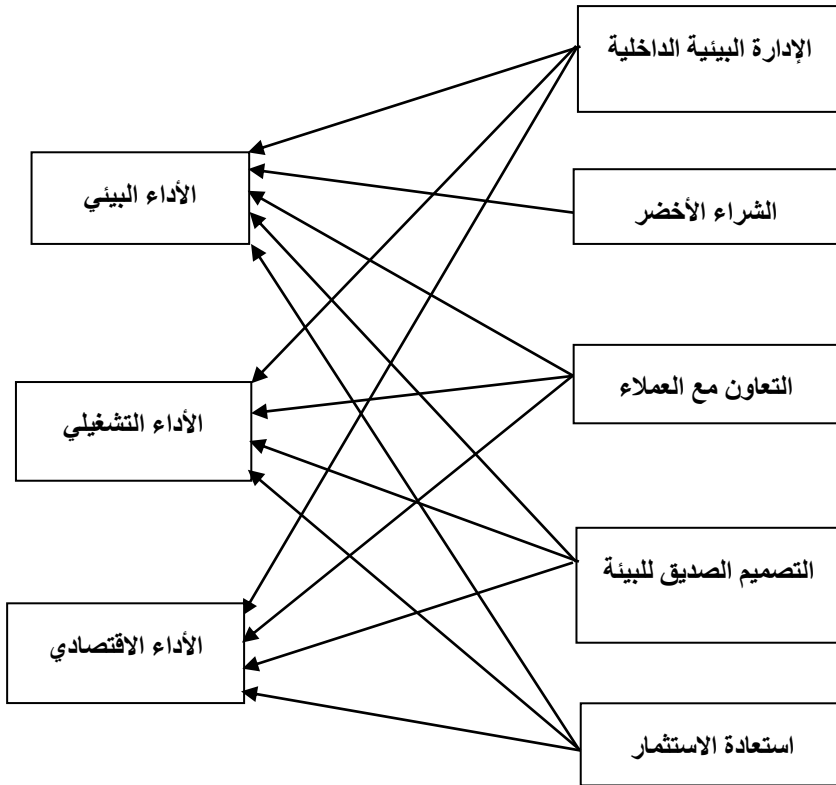 الإدارة البيئية الداخلية
الشراء الأخضر
التعاون مع العملاء
التصميم الصديق للبيئة
استعادة الاستثمار
الأداء البيئي
الأداء التشغيلي
الأداء الاقتصادي